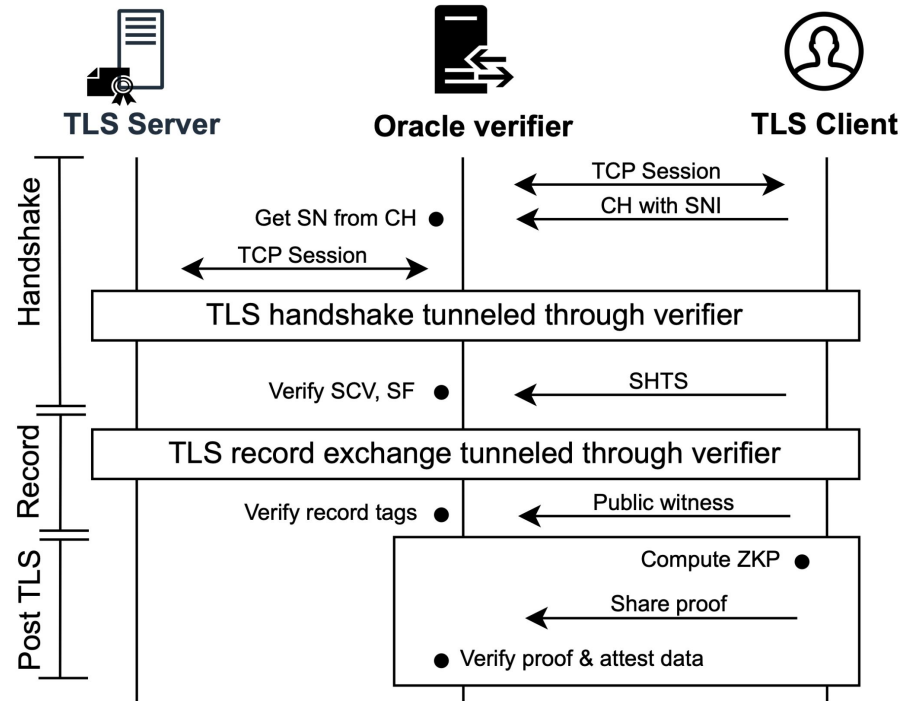 TLS Server
Oracle verifier
TLS Client
Handshake
TCP Session
CH with SNI
Get SN from CH
TCP Session
TLS handshake tunneled through verifier
SHTS
Verify SCV, SF
Record
TLS record exchange tunneled through verifier
Public witness
Verify record tags
Post TLS
Compute ZKP
Share proof
Verify proof & attest data